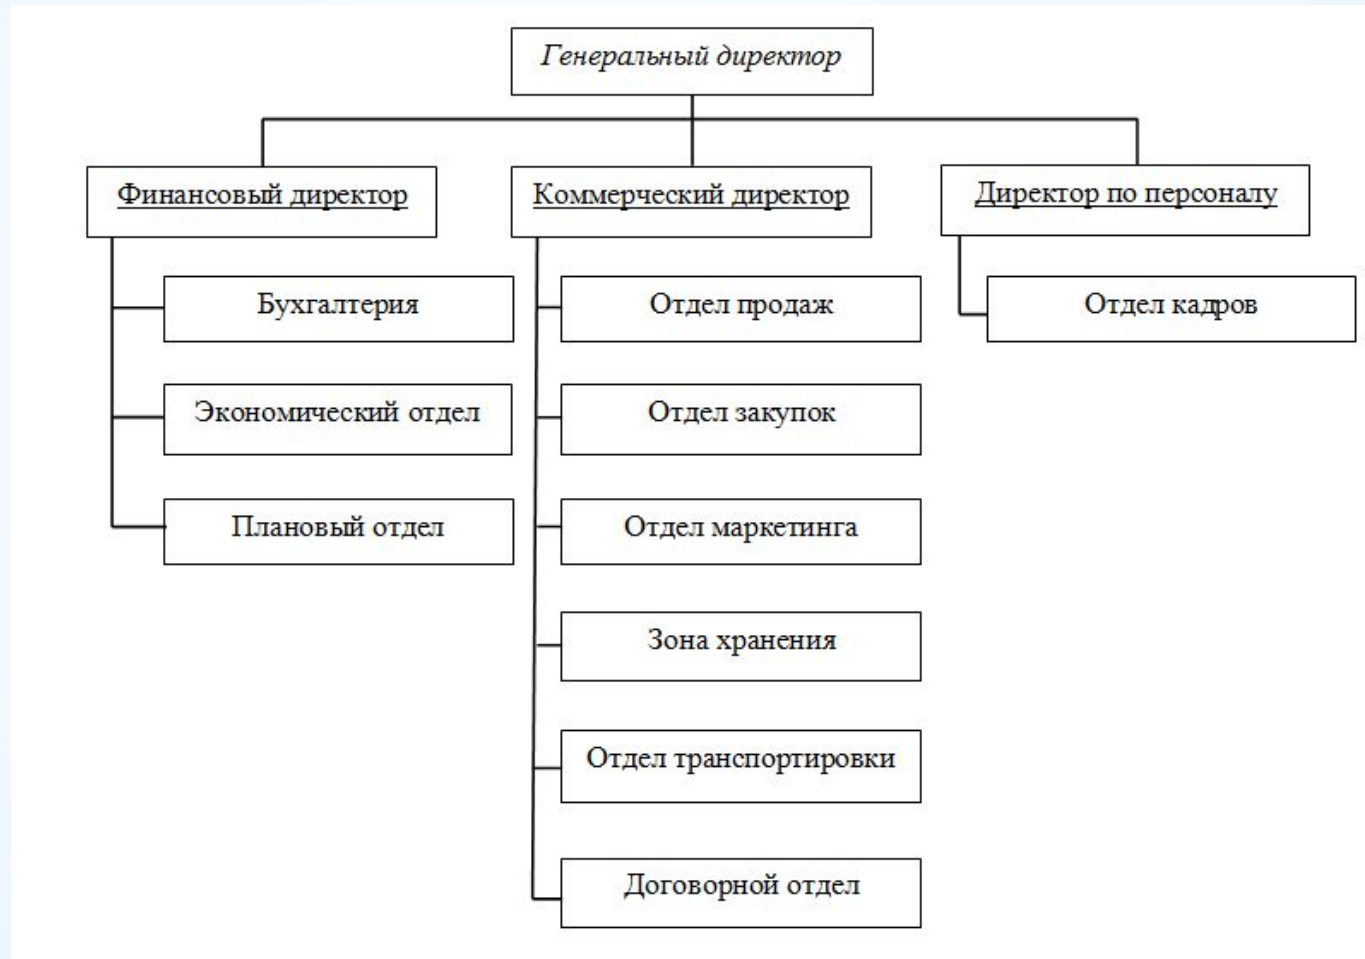 Генеральный директор
Финансовый директор
Бухгалтерия
Экономический отдел
Плановый отдел
Коммерческий директор
Отдел продаж
Отдел закупок
Отдел маркетинга
Зона хранения
Отдел транспортировки
Договорной отдел
Директор по персоналу
Отдел кадров